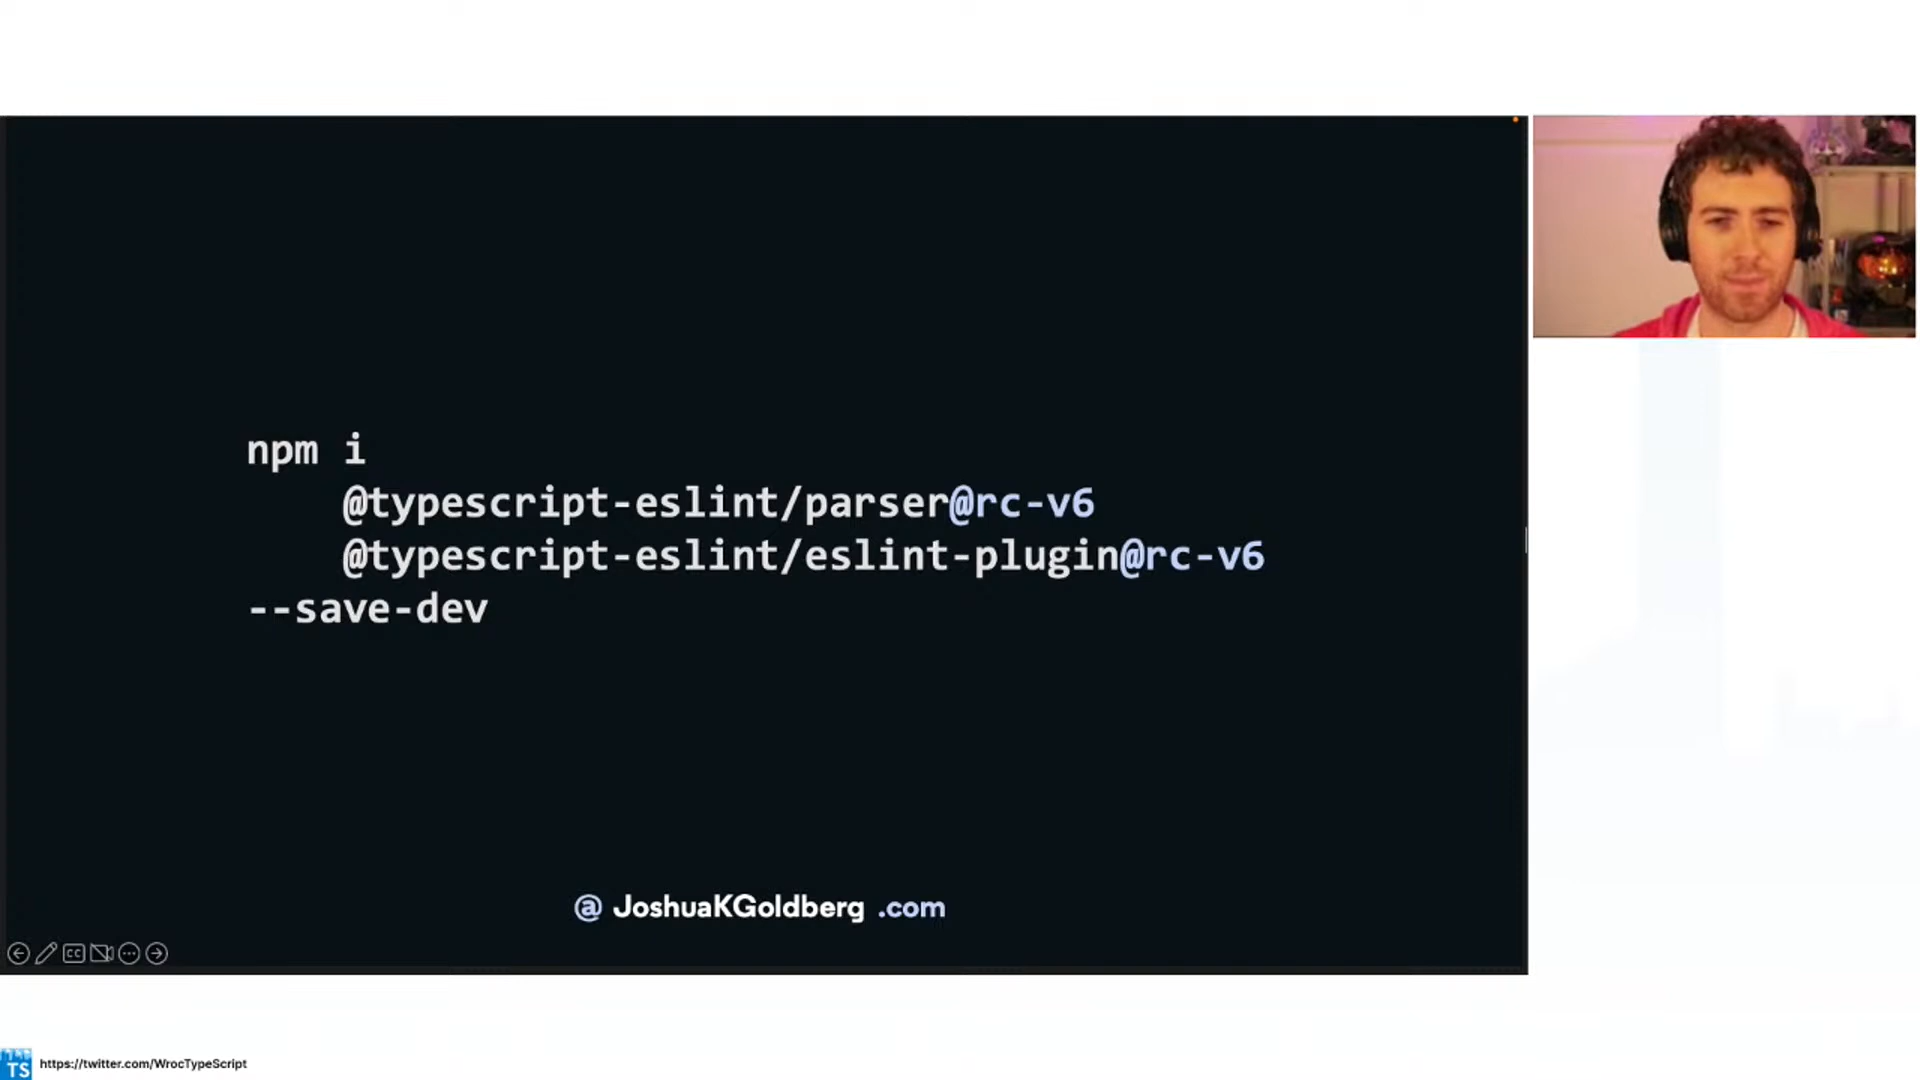 npm i
@typescript-eslint/parser@rc-v6
@typescript-eslint/eslint-plugin@rc-v6
--save-dev
@ JoshuaKGoldberg .com
CC
TS https://twitter.com/WrocTypeScript